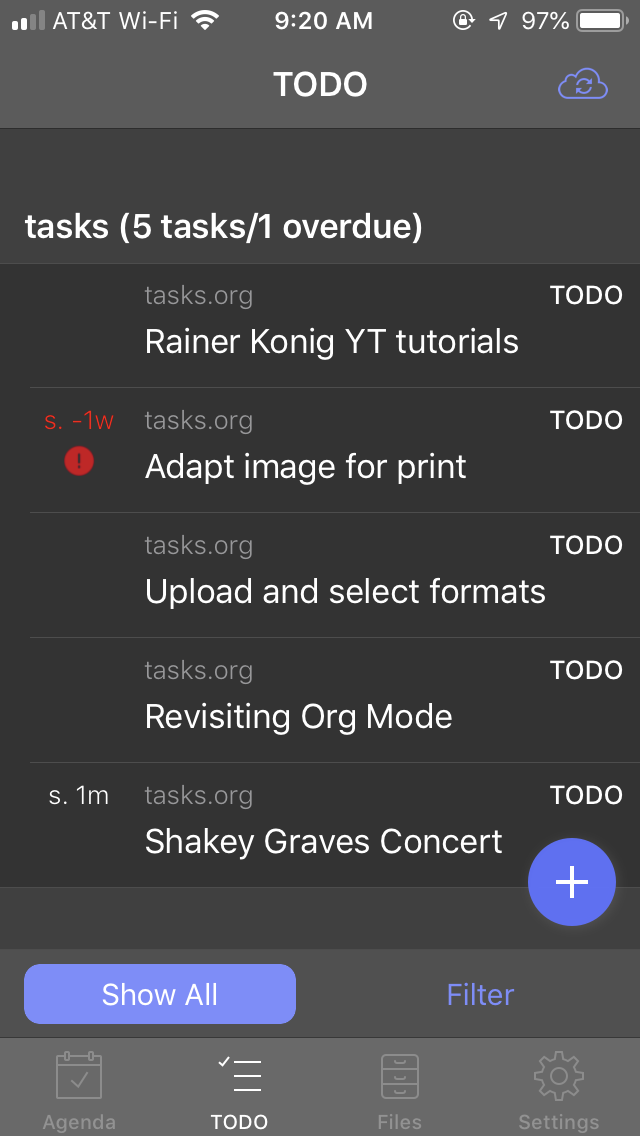 AT&T Wi-Fi 9:20 AM 97%
TODO
tasks (5 tasks/1 overdue)
tasks.org TODO
Rainer Konig YT tutorials
s. -1w tasks.org TODO
! Adapt image for print
tasks.org TODO
Upload and select formats
tasks.org TODO
Revisiting Org Mode
s. 1m tasks.org TODO
Shakey Graves Concert
+
Show All Filter
Agenda TODO Files Settings